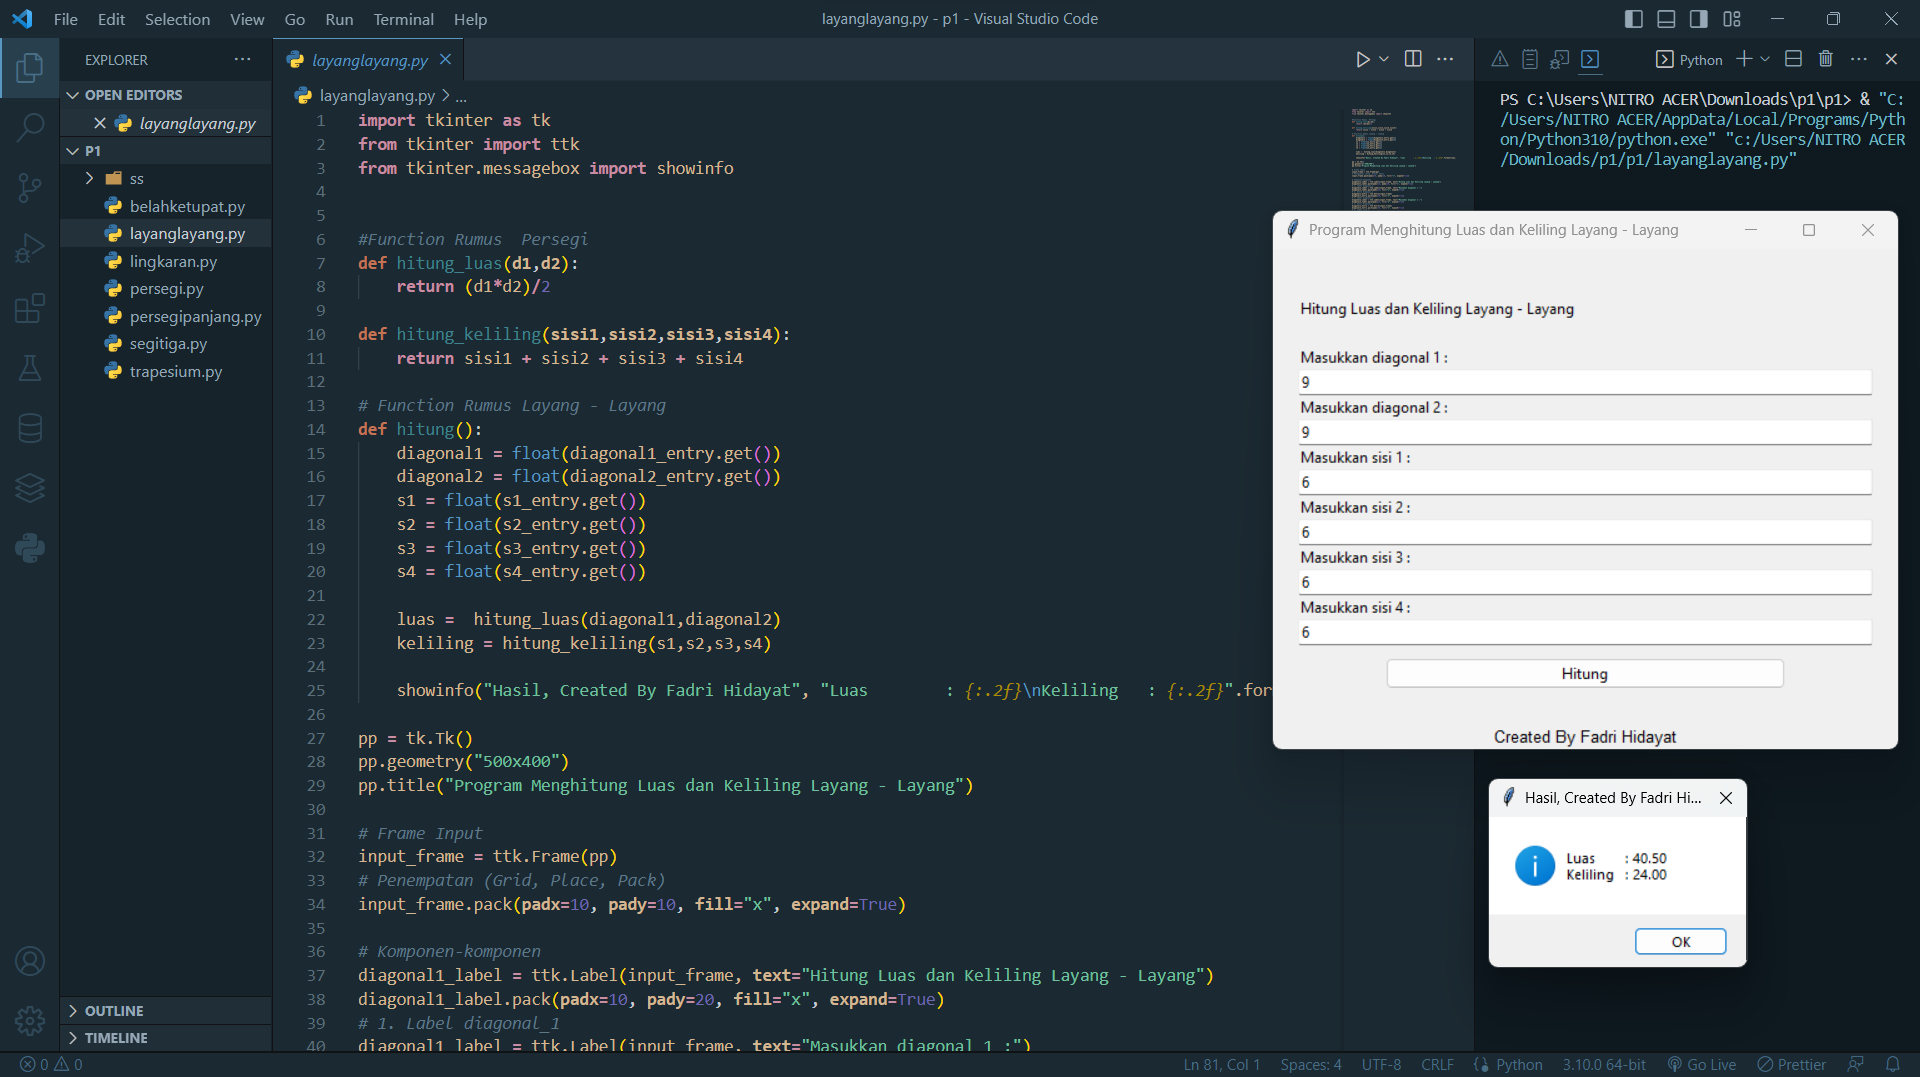 File Edit Selection View Go Run Terminal Help
layanglayang.py - p1 - Visual Studio Code
EXPLORER
OPEN EDITORS
layanglayang.py
P1
ss
belahketupat.py
layanglayang.py
lingkaran.py
persegi.py
persegipanjang.py
segitiga.py
trapesium.py
OUTLINE
TIMELINE
layanglayang.py
layanglayang.py > ...
1 import tkinter as tk
2 from tkinter import ttk
3 from tkinter.messagebox import showinfo
4
5
6 #Function Rumus  Persegi
7 def hitung_luas(d1,d2):
8     return (d1*d2)/2
9
10 def hitung_keliling(sisi1,sisi2,sisi3,sisi4):
11     return sisi1 + sisi2 + sisi3 + sisi4
12
13 # Function Rumus Layang - Layang
14 def hitung():
15     diagonal1 = float(diagonal1_entry.get())
16     diagonal2 = float(diagonal2_entry.get())
17     s1 = float(s1_entry.get())
18     s2 = float(s2_entry.get())
19     s3 = float(s3_entry.get())
20     s4 = float(s4_entry.get())
21
22     luas =  hitung_luas(diagonal1,diagonal2)
23     keliling = hitung_keliling(s1,s2,s3,s4)
24
25     showinfo("Hasil, Created By Fadri Hidayat", "Luas        : {:.2f}\nKeliling   : {:.2f}".for
26
27 pp = tk.Tk()
28 pp.geometry("500x400")
29 pp.title("Program Menghitung Luas dan Keliling Layang - Layang")
30
31 # Frame Input
32 input_frame = ttk.Frame(pp)
33 # Penempatan (Grid, Place, Pack)
34 input_frame.pack(padx=10, pady=10, fill="x", expand=True)
35
36 # Komponen-komponen
37 diagonal1_label = ttk.Label(input_frame, text="Hitung Luas dan Keliling Layang - Layang")
38 diagonal1_label.pack(padx=10, pady=20, fill="x", expand=True)
39 # 1. Label diagonal_1
40 diagonal1_label = ttk.Label(input_frame, text="Masukkan diagonal 1 :")
Python
PS C:\Users\NITRO ACER\Downloads\p1\p1> & "C:
/Users/NITRO ACER/AppData/Local/Programs/Pyth
on/Python310/python.exe" "c:/Users/NITRO ACER
/Downloads/p1/p1/layanglayang.py"
Program Menghitung Luas dan Keliling Layang - Layang
Hitung Luas dan Keliling Layang - Layang
Masukkan diagonal 1 :
9
Masukkan diagonal 2 :
9
Masukkan sisi 1 :
6
Masukkan sisi 2 :
6
Masukkan sisi 3 :
6
Masukkan sisi 4 :
6
Hitung
Created By Fadri Hidayat
Hasil, Created By Fadri Hi...
Luas : 40.50
Keliling : 24.00
OK
0 0
Ln 81, Col 1 Spaces: 4 UTF-8 CRLF Python 3.10.0 64-bit Go Live Prettier